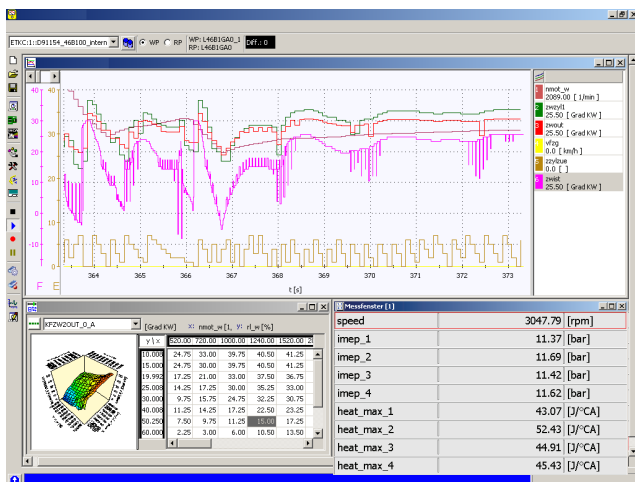 ETKC:1::D91154_46B100_intern
WP RP
WP: L46B1GA0_1
RP: L46B1GA0
Diff.: 0
40 40
30 30
20 20
10
0 10
-10 0
F E
364 365 366 367 368 369 370 371 372 373
t [s]
1 nmot_w
2089.00 [ 1/min ]
2 zwzyl1
25.50 [ Grad KW ]
3 zwout
25.50 [ Grad KW ]
vfzg
0.0 [ km/h ]
5 zzylzue
0.0 [ ]
zwist
25.50 [ Grad KW ]
KFZW2OUT_0_A
[Grad KW] x: nmot_w [1, y: rl_w [%]
y \ x 520.00 720.00 1000.00 1240.00 1520.00
10.008 24.75 33.00 39.75 40.50 41.25
15.000 24.75 30.00 39.75 40.50 41.25
19.992 17.25 21.00 33.00 37.50 36.75
25.008 14.25 17.25 30.00 35.25 33.00
30.000 9.75 15.75 24.75 32.25 30.75
40.008 11.25 14.25 17.25 22.50 23.25
50.250 7.50 9.75 11.25 15.00 17.25
60.000 2.25 3.00 6.00 10.50 13.50
Messfenster [1]
speed 3047.79 [rpm]
imep_1 11.37 [bar]
imep_2 11.69 [bar]
imep_3 11.42 [bar]
imep_4 11.62 [bar]
heat_max_1 43.07 [J/°CA]
heat_max_2 52.43 [J/°CA]
heat_max_3 44.91 [J/°CA]
heat_max_4 45.43 [J/°CA]